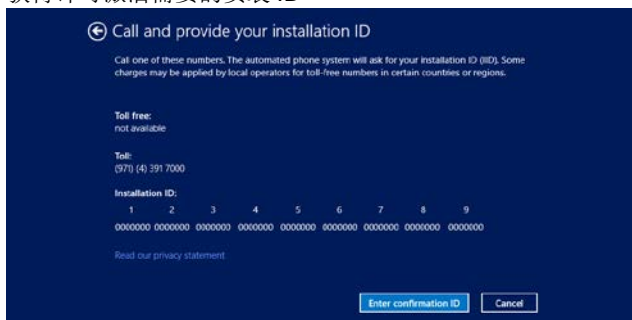 Call and provide your installation ID
Call one of these numbers. The automated phone system will ask for your installation ID (IID). Some
charges may be applied by local operators for toll-free numbers in certain countries or regions.
Toll free:
not available
Toll:
(971) (4) 391 7000
Installation ID:
1 2 3 4 5 6 7 8 9
0000000 0000000 0000000 0000000 0000000 0000000 0000000 0000000 0000000
Read our privacy statement
Enter confirmation ID Cancel